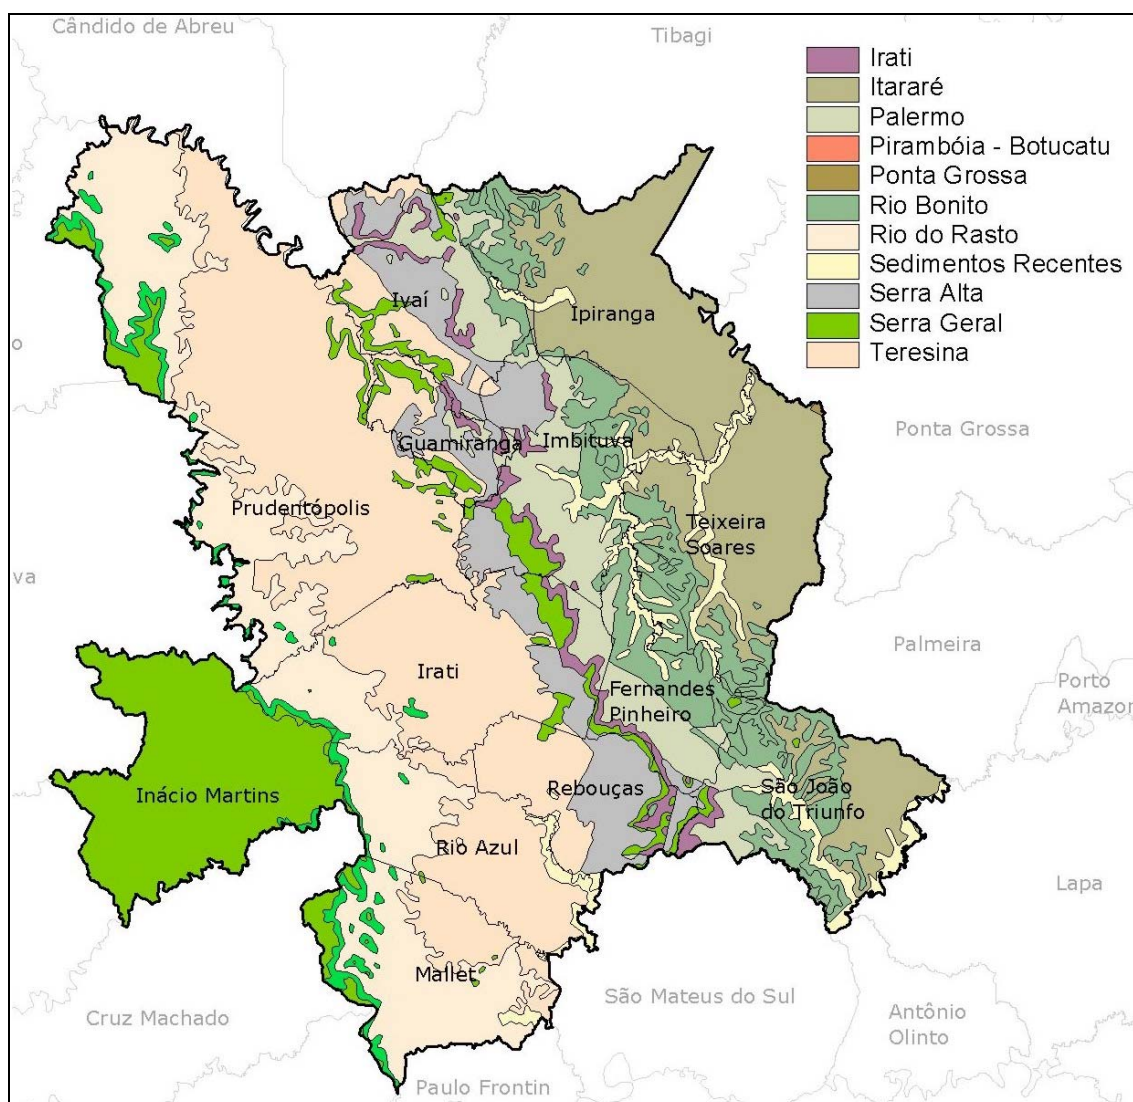 Cândido de Abreu
Tibagi
Irati
Itararé
Palermo
Pirambóia - Botucatu
Ponta Grossa
Rio Bonito
Rio do Rasto
Sedimentos Recentes
Serra Alta
Serra Geral
Teresina
Ivaí
Ipiranga
o
Guamiranga
Imbituva
Ponta Grossa
Prudentópolis
Teixeira
Soares
va
Palmeira
Irati
Fernandes
Pinheiro
Porto
Amazon
Inácio Martins
Rebouças
São João
do Triunfo
Rio Azul
Lapa
Mallet
São Mateus do Sul
Cruz Machado
Antônio
Olinto
Paulo Frontin